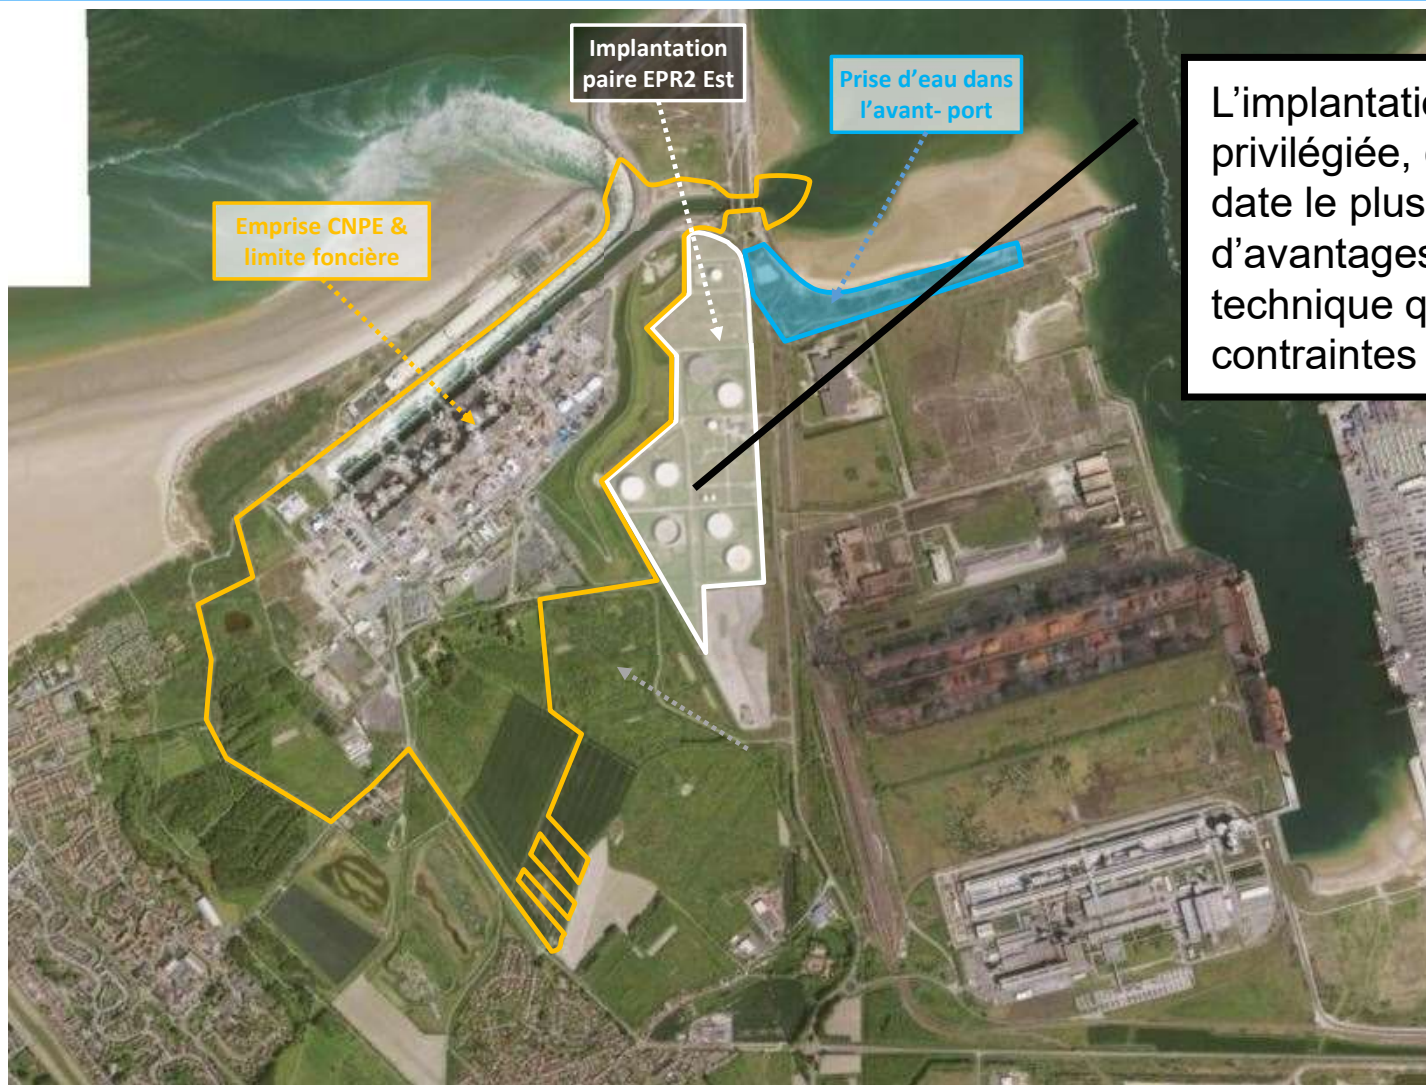 Implantation
paire EPR2 Est
Prise d’eau dans
l’avant- port
Emprise CNPE &
limite foncière
L’implantati
privilégiée,
date le plus
d’avantages
technique q
contraintes